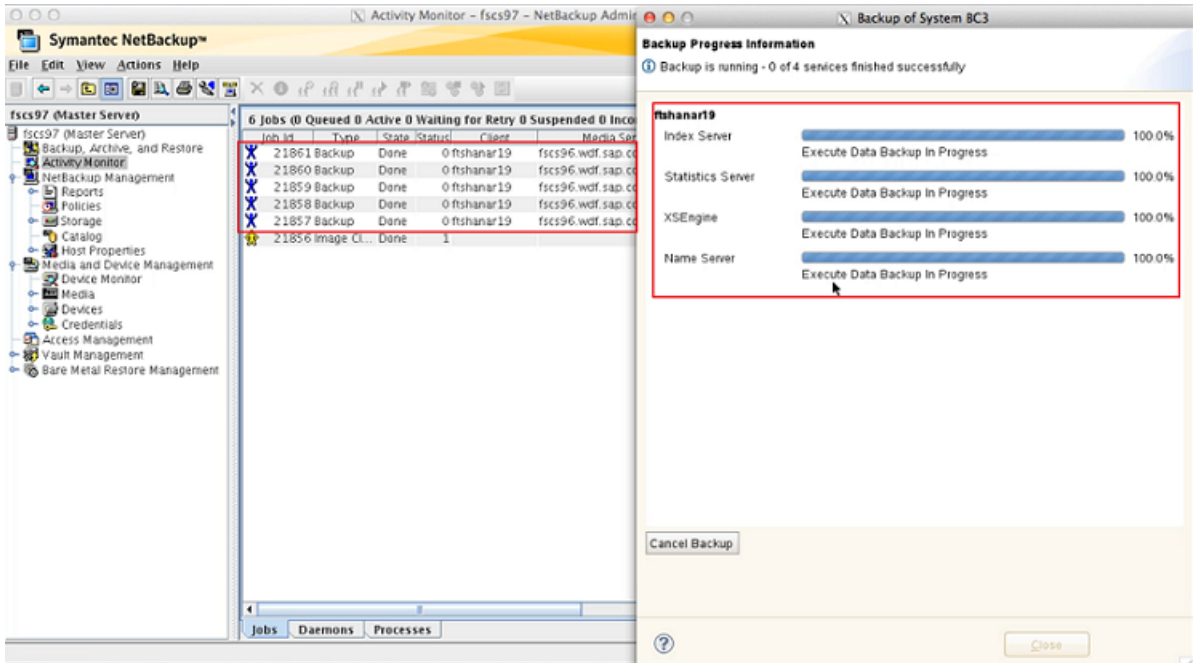 Activity Monitor - fscs97 - NetBackup Admir
Symantec NetBackup™
File Edit View Actions Help
fscs97 (Master Server)
fscs97 (Master Server)
Backup, Archive, and Restore
Activity Monitor
NetBackup Management
Reports
Policies
Storage
Catalog
Host Properties
Media and Device Management
Device Monitor
Media
Devices
Credentials
Access Management
Vault Management
Bare Metal Restore Management
6 Jobs (0 Queued 0 Active 0 Waiting for Retry 0 Suspended 0 Inco
Job Id Type State Status Client Media Ser
21861 Backup Done 0 ftshanar19 fscs96.wdf.sap.co
21860 Backup Done 0 ftshanar19 fscs96.wdf.sap.co
21859 Backup Done 0 ftshanar19 fscs96.wdf.sap.co
21858 Backup Done 0 ftshanar19 fscs96.wdf.sap.co
21857 Backup Done 0 ftshanar19 fscs96.wdf.sap.co
21856 Image Cl... Done 1
Jobs Daemons Processes
Backup of System BC3
Backup Progress Information
Backup is running - 0 of 4 services finished successfully
ftshanar19
Index Server 100.0%
Execute Data Backup In Progress
Statistics Server 100.0%
Execute Data Backup In Progress
XSEngine 100.0%
Execute Data Backup In Progress
Name Server 100.0%
Execute Data Backup In Progress
Cancel Backup
?
Close